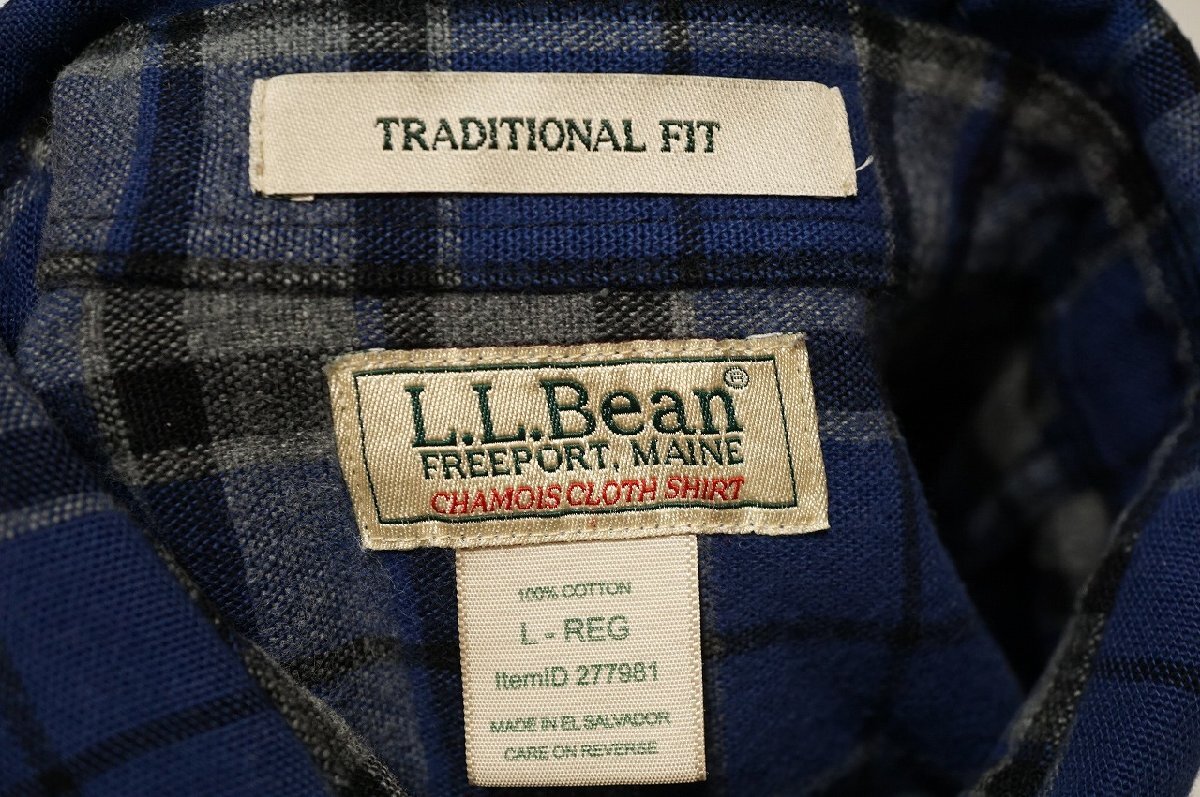 TRADITIONAL FIT
L.L.Bean©
FREEPORT, MAINE
CHAMOIS CLOTH SHIRT
100% COTTON
L - REG
ItemID 277981
MADE IN EL SALVADOR
CARE ON REVERSE